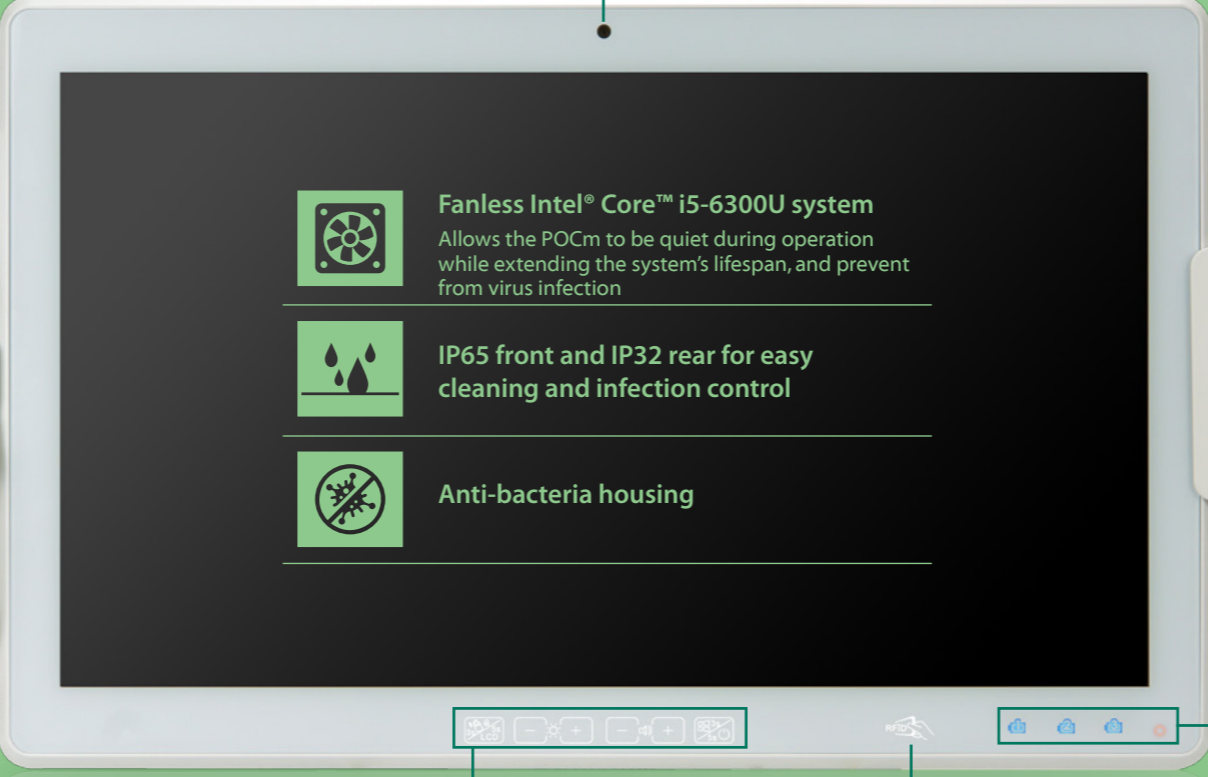 Fanless Intel® Core™ i5-6300U system
Allows the POCm to be quiet during operation
while extending the system's lifespan, and prevent
from virus infection
IP65 front and IP32 rear for easy
cleaning and infection control
Anti-bacteria housing
RFID